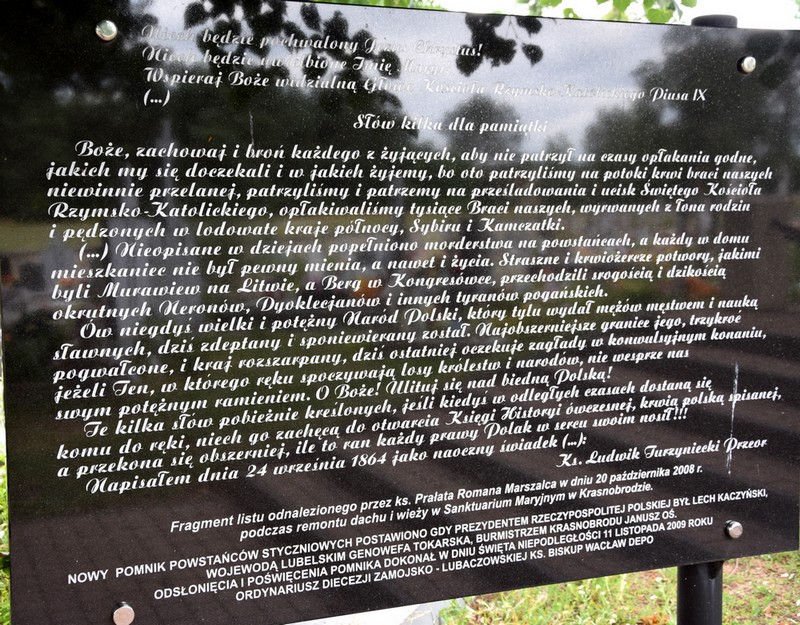 Niech będzie pochwalony Jezus Chrystus!
Niech będzie uwielbione Imię
Wspieraj Boże widzialną Głowę Kościoła Rzymsko-Katolickiego Piusa IX
(...)
Słów kilku dla pamiątki
Boże, zachowaj i broń każdego z żyjących, aby nie patrzył na czasy opłakania godne,
jakich my się doczekali i w jakich żyjemy, bo oto patrzyliśmy na potoki krwi braci naszych
niewinnie przelanej, patrzyliśmy i patrzemy na prześladowania i ucisk Świętego Kościoła
Rzymsko-Katolickiego, opłakiwaliśmy tysiące Braci naszych, wyrwanych z łona rodzin
i pędzonych w lodowate kraje północy, Sybiru i Kamczatki.
(...) Nieopisane w dziejach popełniono morderstwa na powstańcach, a każdy w domu
mieszkaniec nie był pewny mienia, a nawet i życia. Straszne i krwiożercze potwory, jakimi
byli Murawiew na Litwie, a Berg w Kongresówce, przechodzili srogością i dzikością
okrutnych Neronów, Dyoklecjanów i innych tyranów pogańskich.
Ów niegdyś wielki i potężny Naród Polski, który tylu wydał mężów męstwem i nauką
sławnych, dziś zdeptany i sponiewierany został. Najobszerniejsze granice jego, trzykroć
pogwałcone, i kraj rozszarpany, dziś ostatniej oczekuje zagłady w konwulsyjnym konaniu,
jeżeli Ten, w którego ręku spoczywają losy królestw i narodów, nie wesprze nas
swym potężnym ramieniem. O Boże! Ulituj się nad biedną Polską!
Te kilka słów pobieżnie kreślonych, jeśli kiedyś w odległych czasach dostaną się
komu do ręki, niech go zachęcą do otwarcia Księgi Historyi ówczesnej, krwią polską spisanej,
a przekona się obszerniej, ile to ran każdy prawy Polak w sercu swoim nosił!!!
Napisałem dnia 24 września 1864 jako naoczny świadek (...):
Ks. Ludwik Turzyniecki Przeor
Fragment listu odnalezionego przez ks. Prałata Romana Marszalca w dniu 20 października 2008 r.
podczas remontu dachu i wieży w Sanktuarium Maryjnym w Krasnobrodzie.
NOWY POMNIK POWSTAŃCÓW STYCZNIOWYCH POSTAWIONO GDY PREZYDENTEM RZECZYPOSPOLITEJ POLSKIEJ BYŁ LECH KACZYŃSKI,
WOJEWODĄ LUBELSKIM GENOWEFA TOKARSKA, BURMISTRZEM KRASNOBRODU JANUSZ OŚ.
ODSŁONIĘCIA I POŚWIĘCENIA POMNIKA DOKONAŁ W DNIU ŚWIĘTA NIEPODLEGŁOŚCI 11 LISTOPADA 2009 ROKU
ORDYNARIUSZ DIECEZJI ZAMOJSKO - LUBACZOWSKIEJ KS. BISKUP WACŁAW DEPO